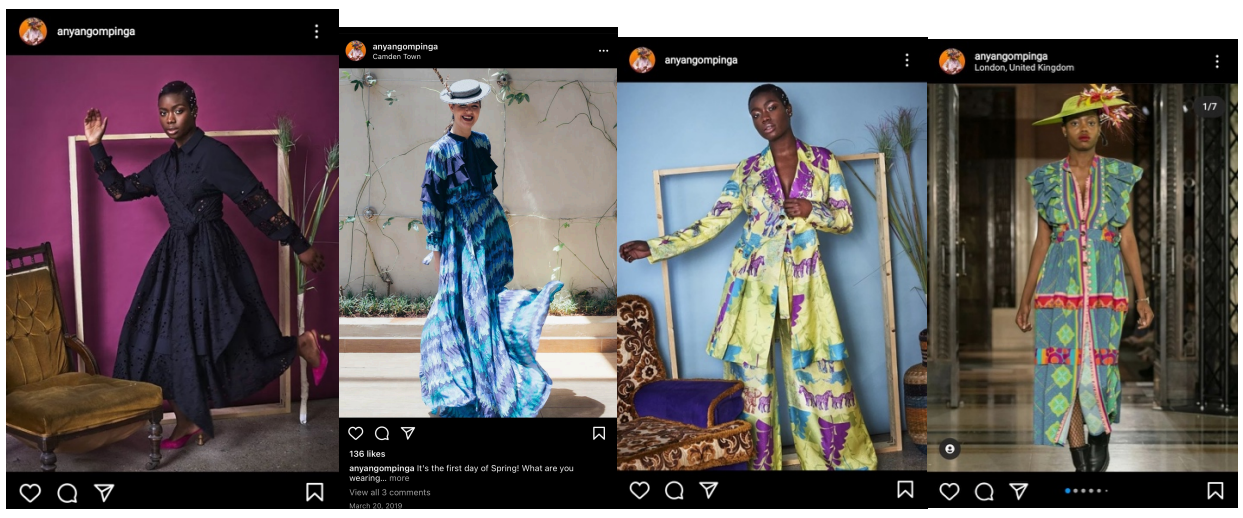 anyangompinga
anyangompinga
Camden Town
136 likes
anyangompinga It's the first day of Spring! What are you
wearing... more
View all 3 comments
March 20, 2019
anyangompinga
anyangompinga
London, United Kingdom
1/7